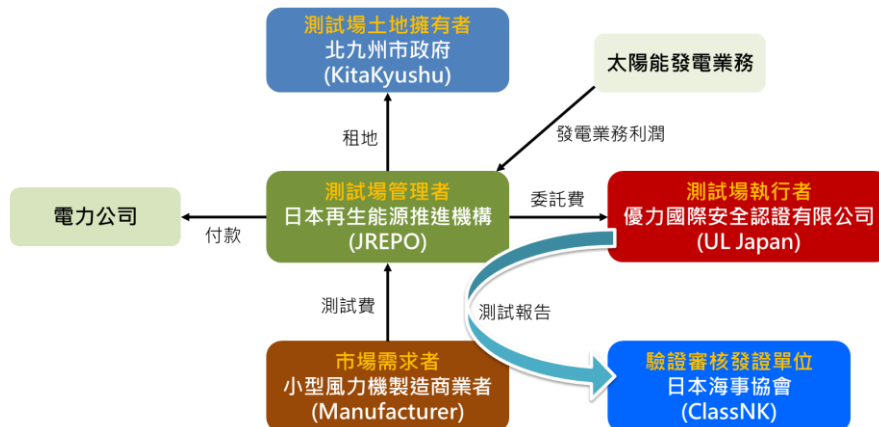 測試場土地擁有者
北九州市政府
(KitaKyushu)
太陽能發電業務
租地
發電業務利潤
電力公司
付款
測試場管理者
日本再生能源推進機構
(JREPO)
委託費
測試場執行者
優力國際安全認證有限公司
(UL Japan)
測試費
測試報告
市場需求者
小型風力機製造商業者
(Manufacturer)
驗證審核發證單位
日本海事協會
(ClassNK)